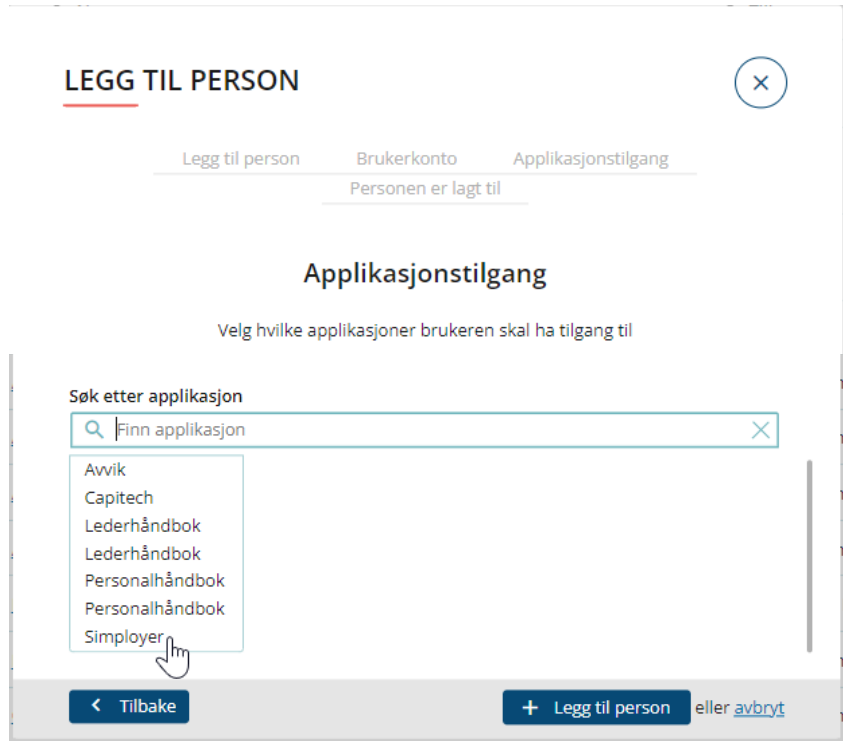 LEGG TIL PERSON
Legg til person Brukerkonto Applikasjonstilgang
Personen er lagt til
Applikasjonstilgang
Velg hvilke applikasjoner brukeren skal ha tilgang til
Søk etter applikasjon
Finn applikasjon
Avvik
Capitech
Lederhåndbok
Lederhåndbok
Personalhåndbok
Personalhåndbok
Simployer
Tilbake
+ Legg til person eller avbryt